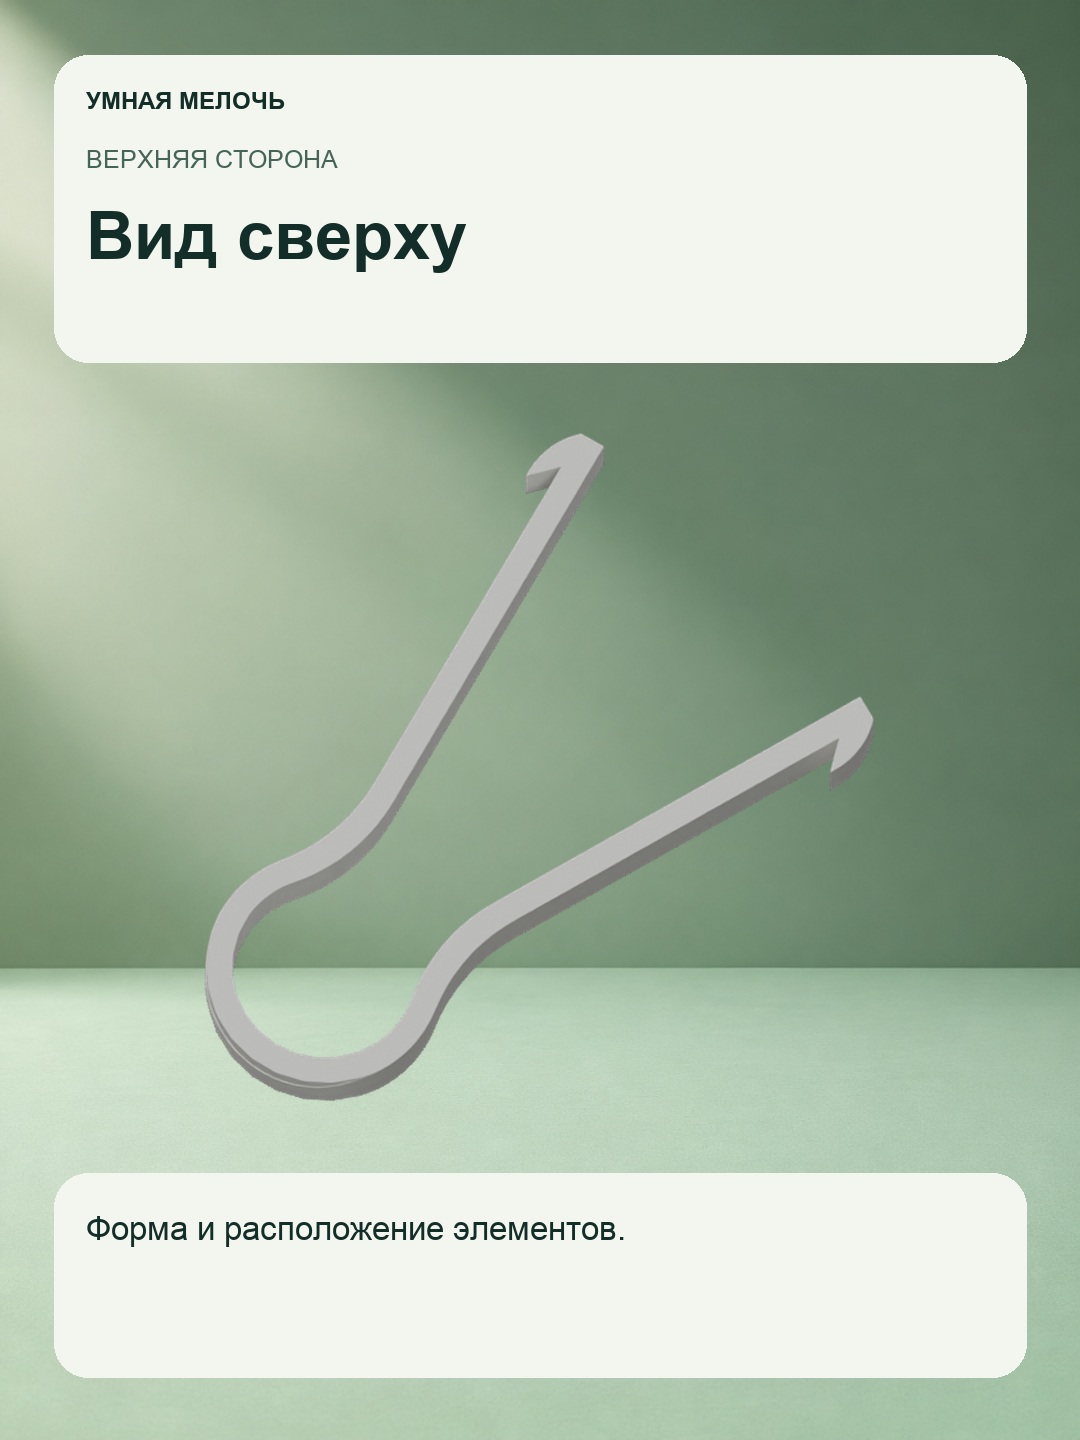 УМНАЯ МЕЛОЧЬ
ВЕРХНЯЯ СТОРОНА
Вид сверху
Форма и расположение элементов.